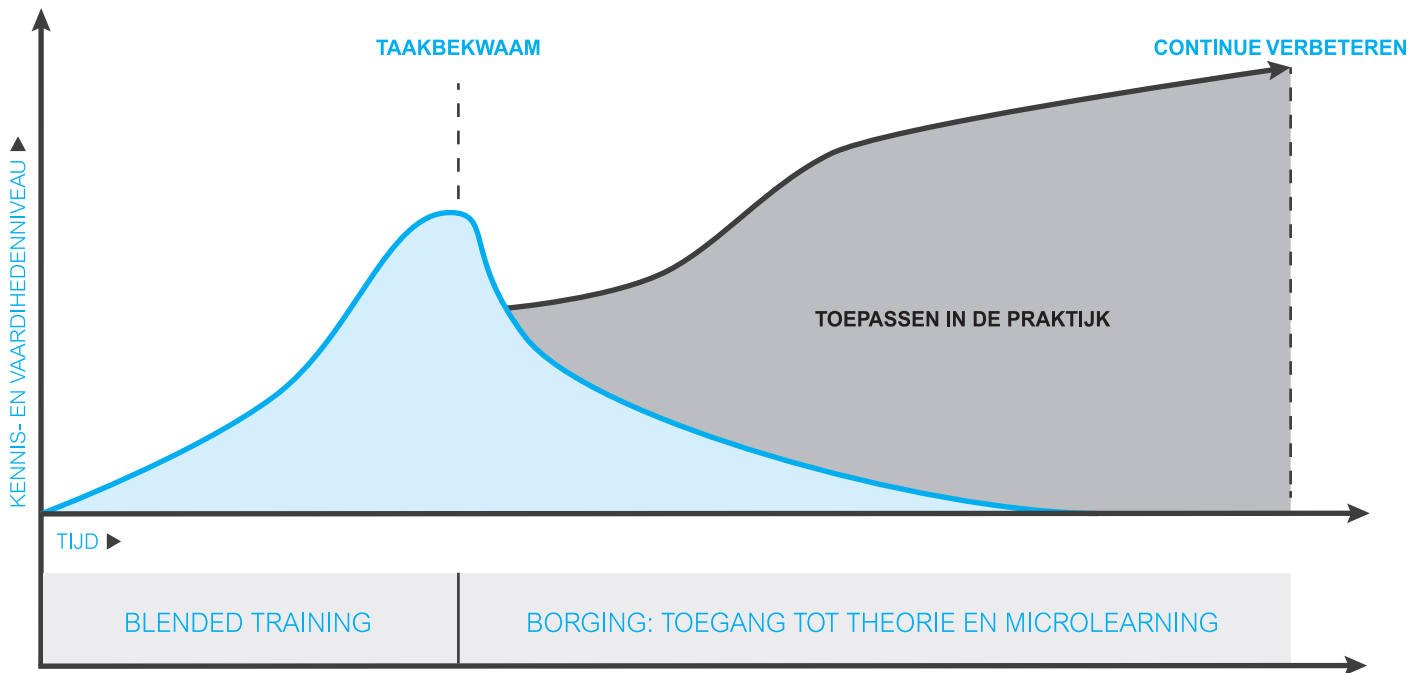 TAAKBEKWAAM
CONTINUE VERBETEREN
KENNIS- EN VAARDIHEDENNIVEAU
TOEPASSEN IN DE PRAKTIJK
TIJD
BLENDED TRAINING
BORGING: TOEGANG TOT THEORIE EN MICROLEARNING